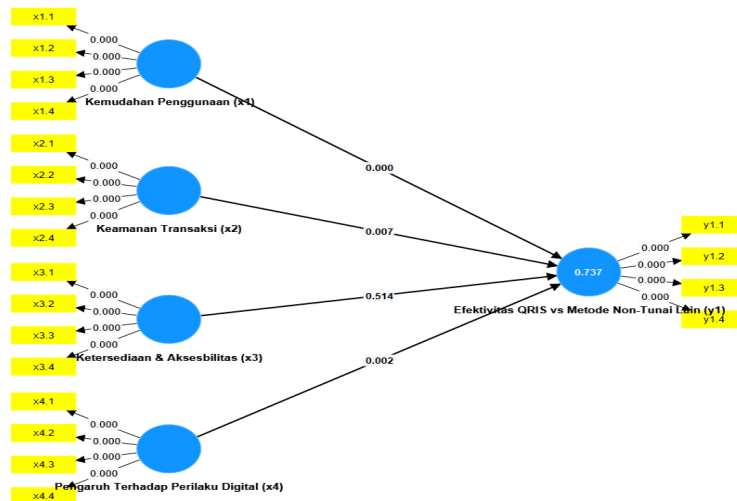 x1.1
0.000
x1.2
0.000
0.000
x1.3
0.000
x1.4
Kemudahan Penggunaan (x1)
x2.1
0.000
x2.2
0.000
0.000
x2.3
0.000
x2.4
Keamanan Transaksi (x2)
x3.1
0.000
x3.2
0.000
0.000
x3.3
0.000
x3.4
Ketersediaan & Aksesbilitas (x3)
x4.1
0.000
x4.2
0.000
0.000
x4.3
0.000
x4.4
Pengaruh Terhadap Perilaku Digital (x4)
0.000
0.007
0.514
0.002
0.737
Efektivitas QRIS vs Metode Non-Tunai Lain (y1)
y1.1
0.000
y1.2
0.000
0.000
y1.3
0.000
y1.4